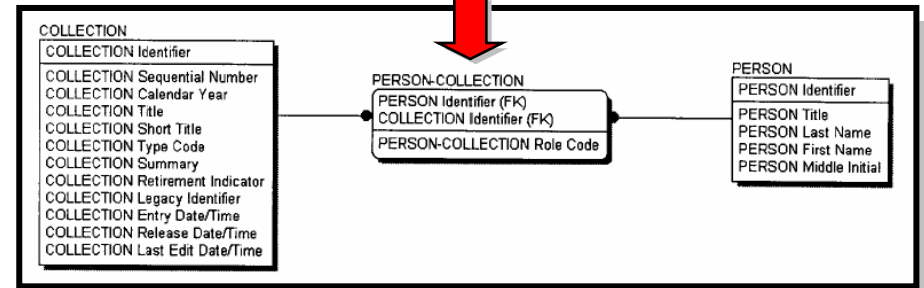 COLLECTION
COLLECTION Identifier
COLLECTION Sequential Number
COLLECTION Calendar Year
COLLECTION Title
COLLECTION Short Title
COLLECTION Type Code
COLLECTION Summary
COLLECTION Retirement Indicator
COLLECTION Legacy Identifier
COLLECTION Entry Date/Time
COLLECTION Release Date/Time
COLLECTION Last Edit Date/Time
PERSON-COLLECTION
PERSON Identifier (FK)
COLLECTION Identifier (FK)
PERSON-COLLECTION Role Code
PERSON
PERSON Identifier
PERSON Title
PERSON Last Name
PERSON First Name
PERSON Middle Initial